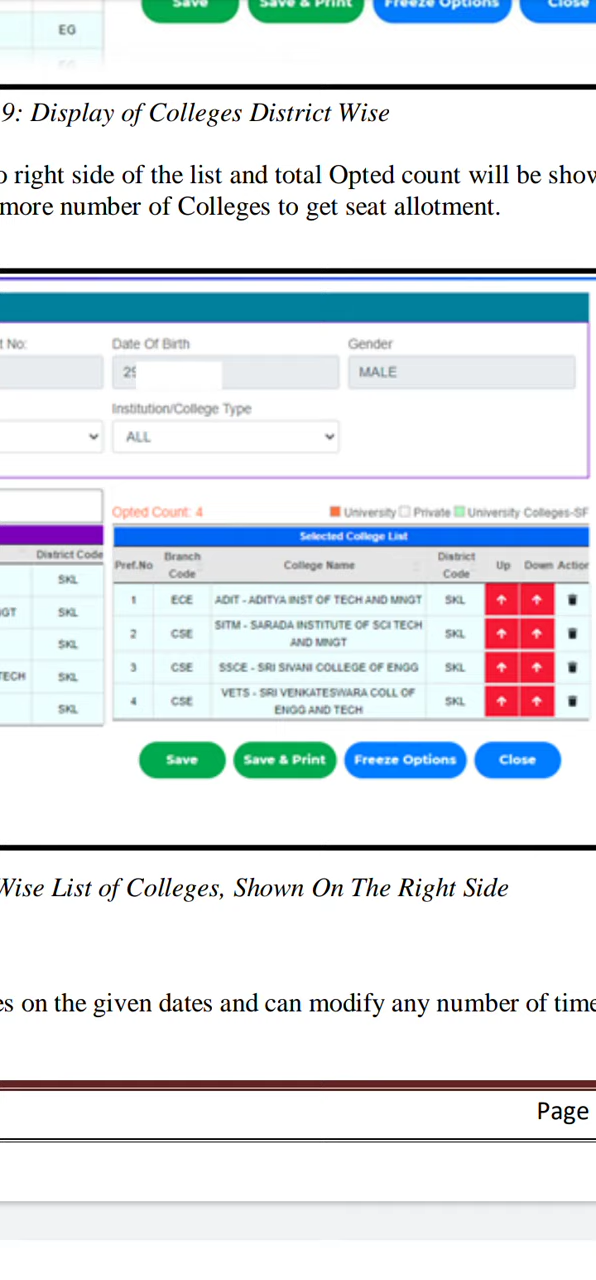 Save Save & Print Freeze Options Close
EG
EG
9: Display of Colleges District Wise
right side of the list and total Opted count will be
more number of Colleges to get seat allotment.
No: Date Of Birth Gender
29 MALE
Institution/College Type
ALL
Opted Count: 4 University Private University Colleges-SF
Selected College List
District Code Pref.No Branch Code College Name District Code Up Down Action
SKL 1 ECE ADIT - ADITYA INST OF TECH AND MNGT SKL
SKL 2 CSE SITM - SARADA INSTITUTE OF SCI TECH AND MNGT SKL
SKL 3 CSE SSCE - SRI SIVANI COLLEGE OF ENGG SKL
TECH SKL 4 CSE VETS - SRI VENKATESWARA COLL OF ENGG AND TECH SKL
SKL
Save Save & Print Freeze Options Close
Wise List of Colleges, Shown On The Right Side
on the given dates and can modify any number of
Page